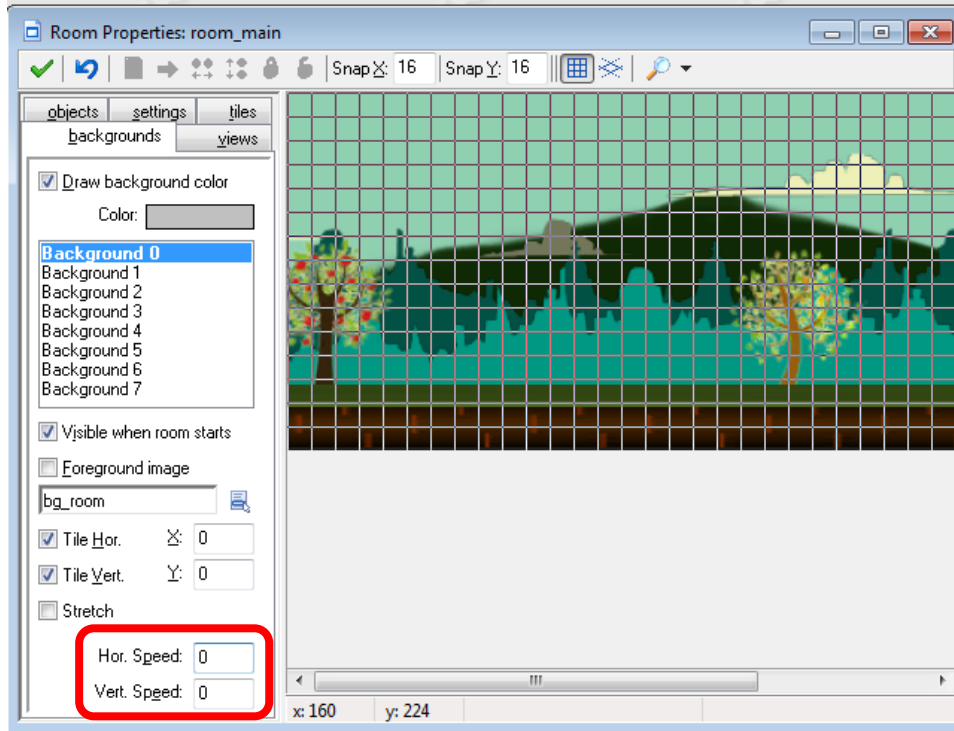 Room Properties: room_main
Snap X: 16 Snap Y: 16
objects settings tiles
backgrounds views
Draw background color
Color:
Background 0
Background 1
Background 2
Background 3
Background 4
Background 5
Background 6
Background 7
Visible when room starts
Foreground image
bg_room
Tile Hor. X: 0
Tile Vert. Y: 0
Stretch
Hor. Speed: 0
Vert. Speed: 0
x: 160 y: 224